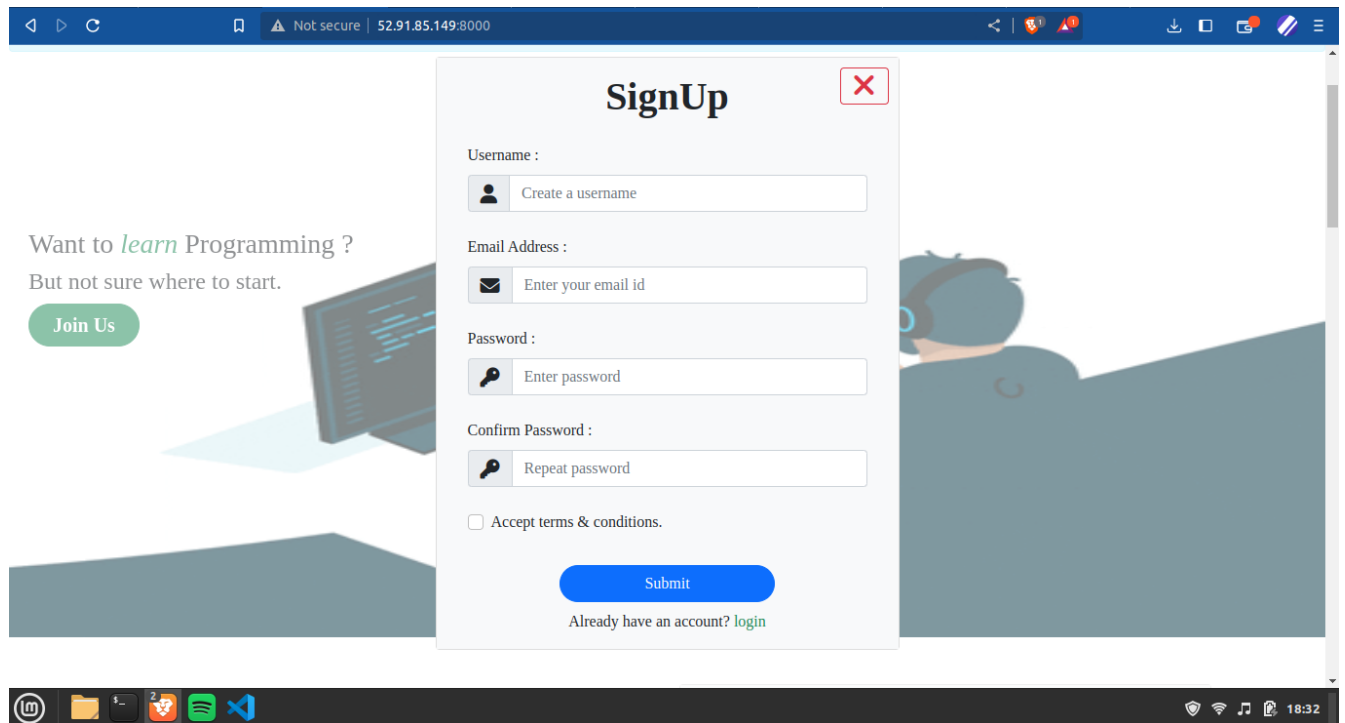 Not secure | 52.91.85.149:8000
SignUp
Username :
Create a username
Want to learn Programming ?
But not sure where to start.
Join Us
Email Address :
Enter your email id
Password :
Enter password
Confirm Password :
Repeat password
Accept terms & conditions.
Submit
Already have an account? login
2
18:32